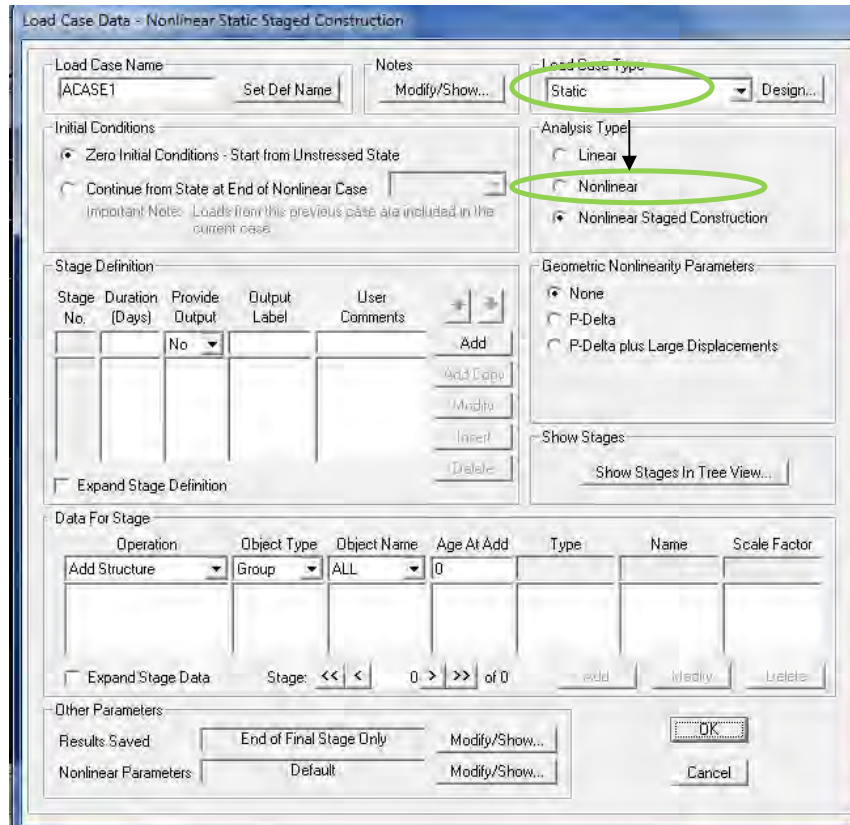 Load Case Data - Nonlinear Static Staged Construction
Load Case Name
Notes
Load Case Type
ACASE1
Set Def Name
Modify/Show...
Static
Design...
Initial Conditions
Analysis Type
Zero Initial Conditions - Start from Unstressed State
Linear
Continue from State at End of Nonlinear Case
Nonlinear
Important Note: Loads from this previous case are included in the
current case
Nonlinear Staged Construction
Stage Definition
Geometric Nonlinearity Parameters
Stage Duration Provide Output User
No. (Days) Output Label Comments
None
P-Delta
No
Add
P-Delta plus Large Displacements
Add Copy
Modify
Insert
Show Stages
Delete
Show Stages In Tree View...
Expand Stage Definition
Data For Stage
Operation Object Type Object Name Age At Add Type Name Scale Factor
Add Structure Group ALL 0
Expand Stage Data Stage: << < 0 > >> of 0 Add Modify Delete
Other Parameters
Results Saved End of Final Stage Only Modify/Show...
OK
Nonlinear Parameters Default Modify/Show...
Cancel